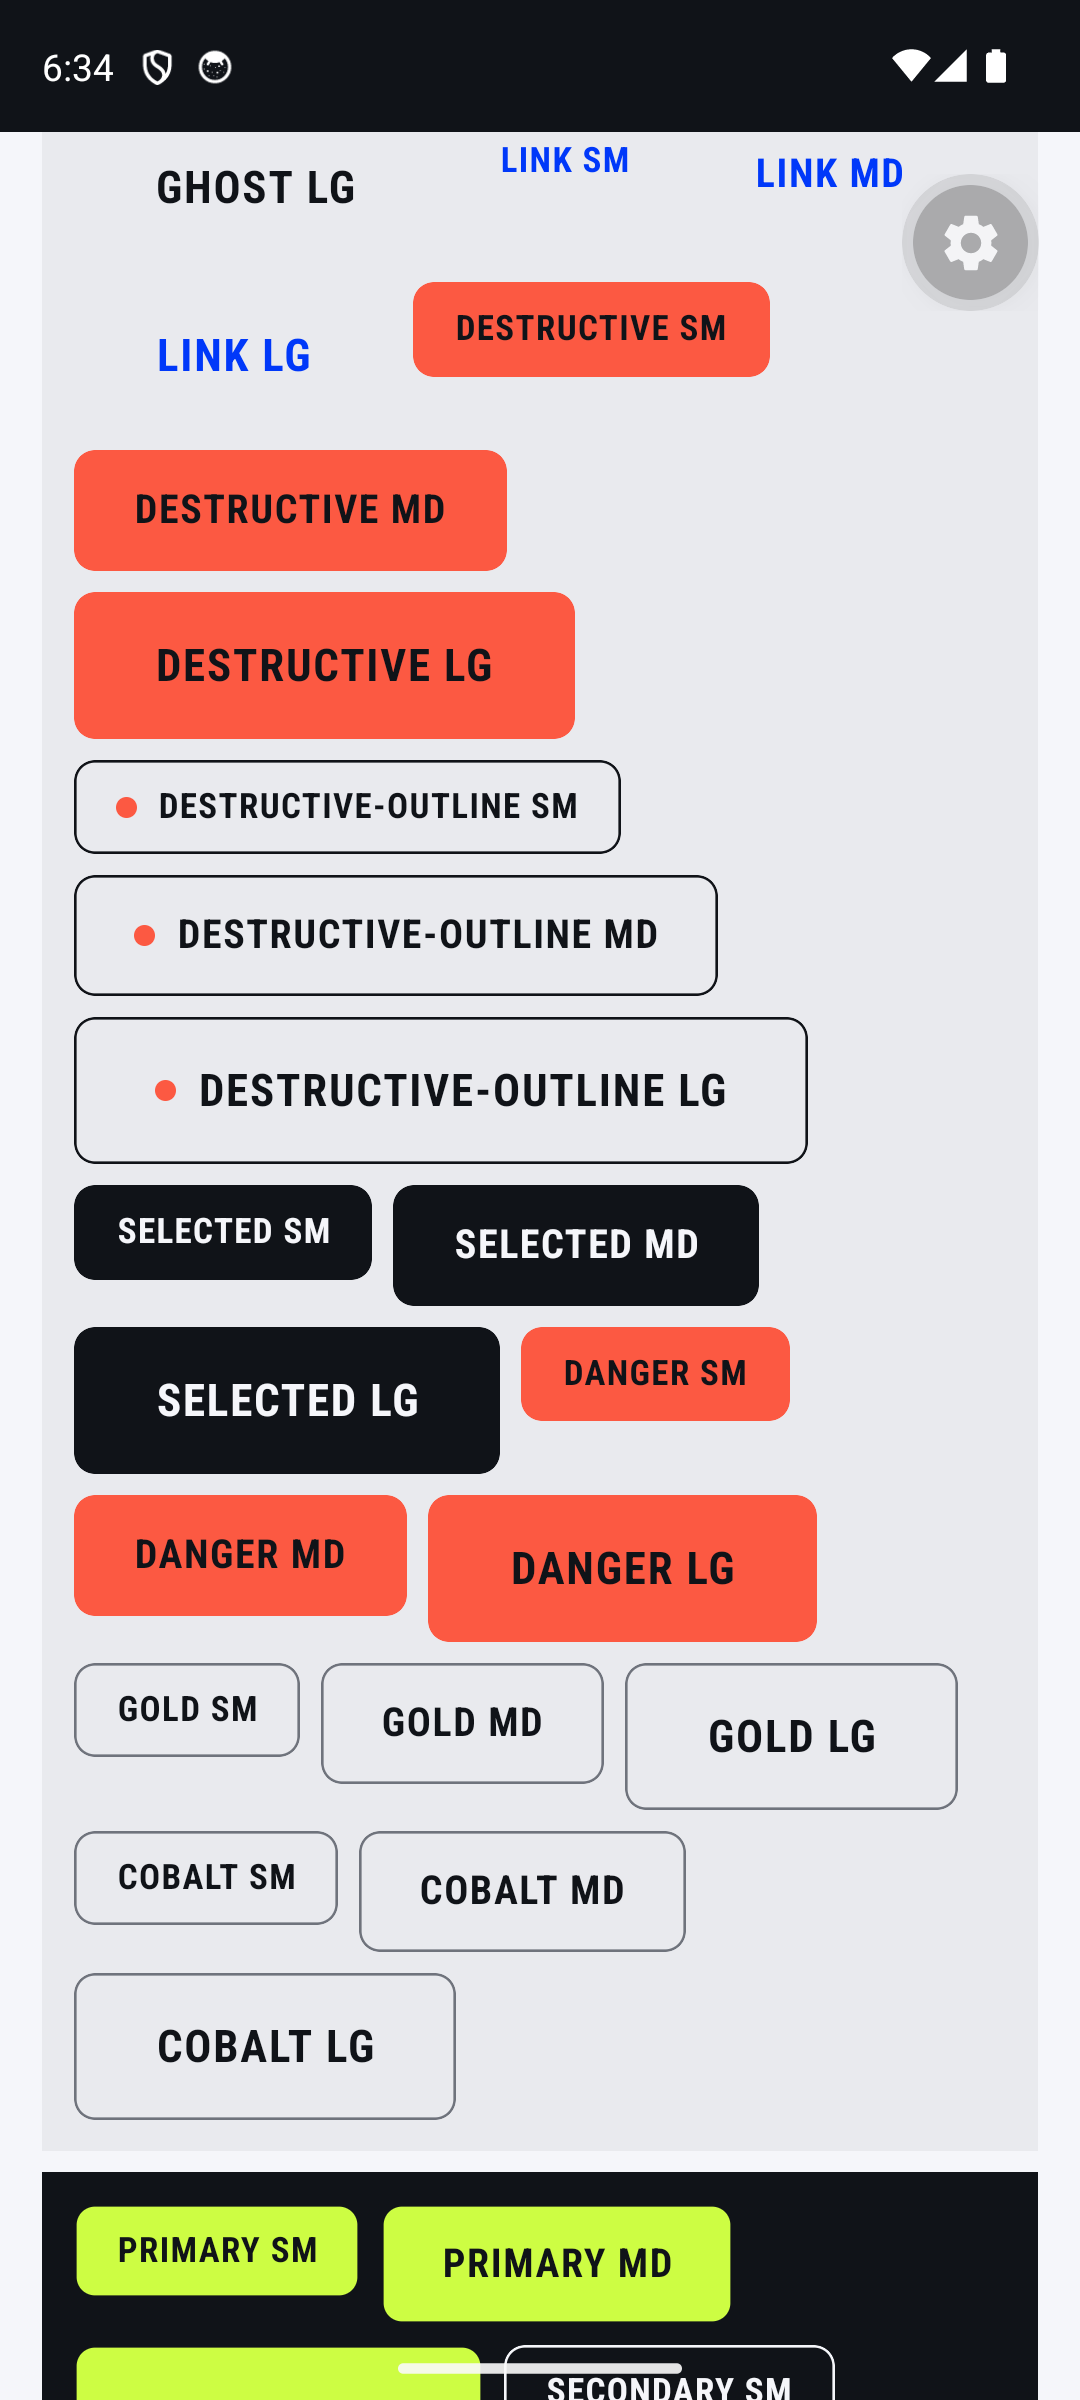 6:34
GHOST LG
LINK SM
LINK MD
LINK LG
DESTRUCTIVE SM
DESTRUCTIVE MD
DESTRUCTIVE LG
DESTRUCTIVE-OUTLINE SM
DESTRUCTIVE-OUTLINE MD
DESTRUCTIVE-OUTLINE LG
SELECTED SM
SELECTED MD
SELECTED LG
DANGER SM
DANGER MD
DANGER LG
GOLD SM
GOLD MD
GOLD LG
COBALT SM
COBALT MD
COBALT LG
PRIMARY SM
PRIMARY MD
SECONDARY SM